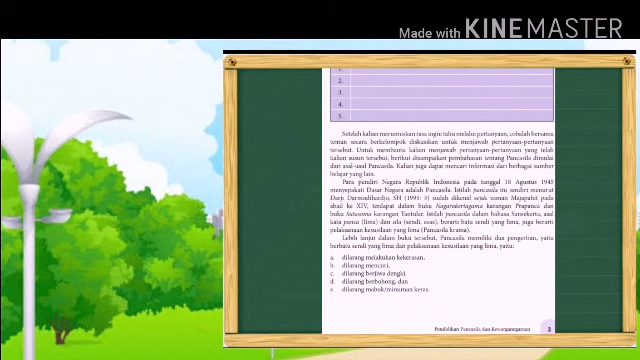 Made with KINEMASTER
1.
2.
3.
4.
5.
Setelah kalian merumuskan rasa ingin tahu melalui pertanyaan, cobalah bersama
teman secara berkelompok diskusikan untuk menjawab pertanyaan-pertanyaan
tersebut. Untuk membantu kalian menjawab pertanyaan-pertanyaan yang telah
kalian susun tersebut, berikut disampaikan pembahasan tentang Pancasila dimulai
dari asal-usul Pancasila. Kalian juga dapat mencari informasi dari berbagai sumber
belajar yang lain.
Para pendiri Negara Republik Indonesia pada tanggal 18 Agustus 1945
menyepakati Dasar Negara adalah Pancasila. Istilah pancasila itu sendiri menurut
Darji Darmodihardjo, SH (1995: 3) sudah dikenal sejak zaman Majapahit pada
abad ke XIV, terdapat dalam buku Nagarakertagama karangan Prapanca dan
buku Sutasoma karangan Tantular. Istilah pancasila dalam bahasa Sansekerta, asal
kata panca (lima) dan sila (sendi, asas), berarti batu sendi yang lima, juga berarti
pelaksanaan kesusilaan yang lima (Pancasila krama).
Lebih lanjut dalam buku tersebut, Pancasila memiliki dua pengertian, yaitu
berbatu sendi yang lima dan pelaksanaan kesusilaan yang lima, yaitu:
a. dilarang melakukan kekerasan,
b. dilarang mencuri,
c. dilarang berjiwa dengki,
d. dilarang berbohong, dan
e. dilarang mabuk/minuman keras.
Pendidikan Pancasila dan Kewarganegaraan 3